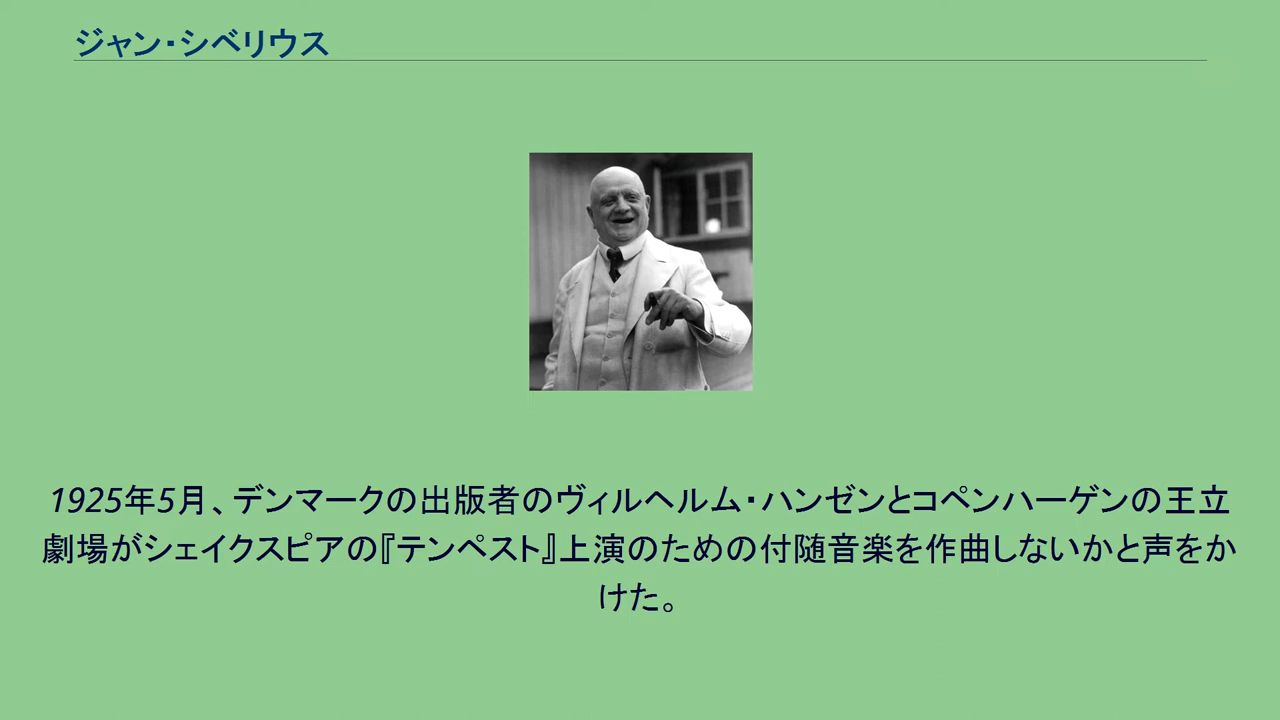 ジャン・シベリウス
1925年5月、デンマークの出版者のヴィルヘルム・ハンゼンとコペンハーゲンの王立
劇場がシェイクスピアの『テンペスト』上演のための付随音楽を作曲しないかと声をか
けた。